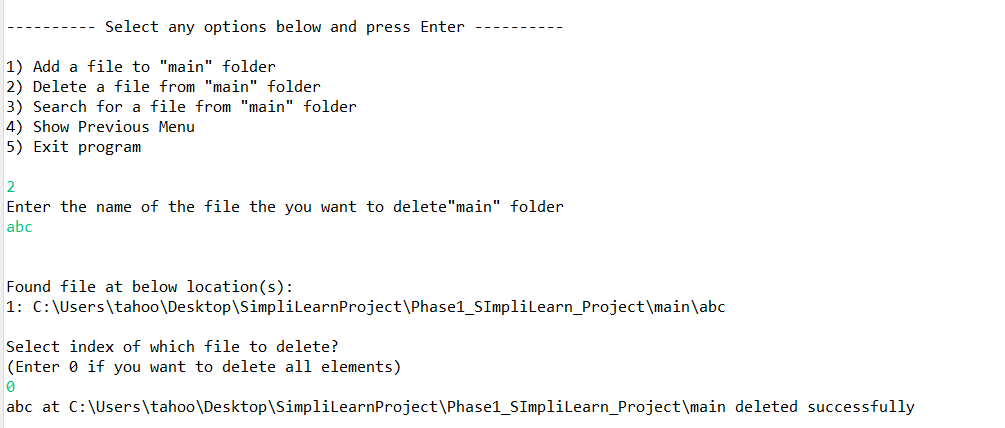 ---------- Select any options below and press Enter ----------
1) Add a file to "main" folder
2) Delete a file from "main" folder
3) Search for a file from "main" folder
4) Show Previous Menu
5) Exit program
2
Enter the name of the file the you want to delete"main" folder
abc
Found file at below location(s):
1: C:\Users\tahoo\Desktop\SimpliLearnProject\Phase1_SImpliLearn_Project\main\abc
Select index of which file to delete?
(Enter 0 if you want to delete all elements)
0
abc at C:\Users\tahoo\Desktop\SimpliLearnProject\Phase1_SImpliLearn_Project\main deleted successfully